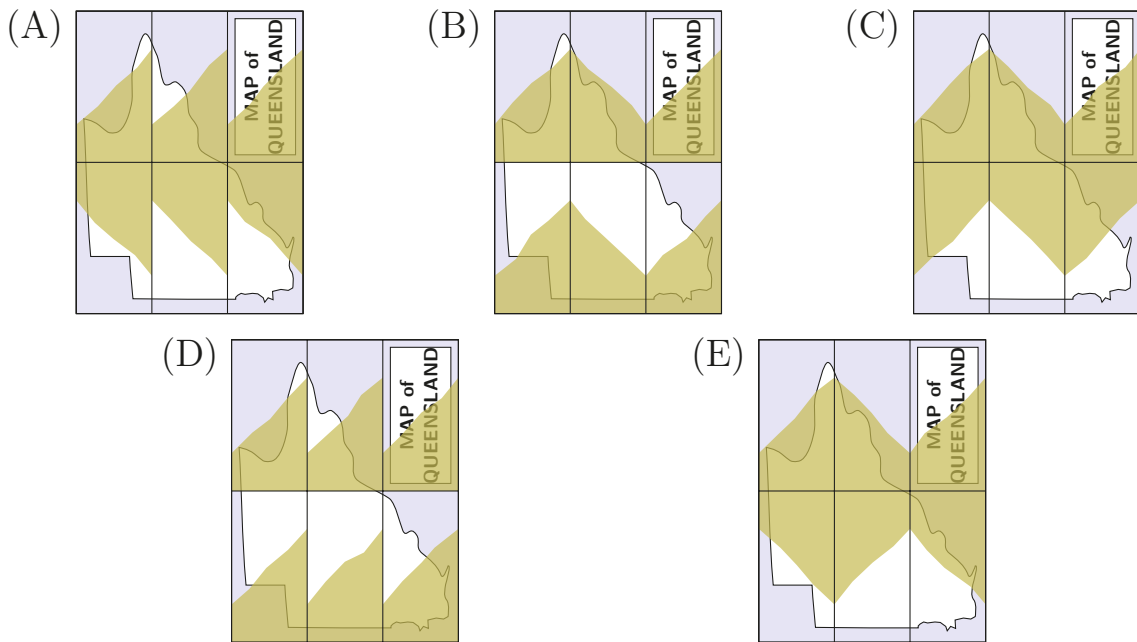 (A)
MAP of
QUEENSLAND
(B)
MAP of
QUEENSLAND
(C)
MAP of
QUEENSLAND
(D)
MAP of
QUEENSLAND
(E)
MAP of
QUEENSLAND